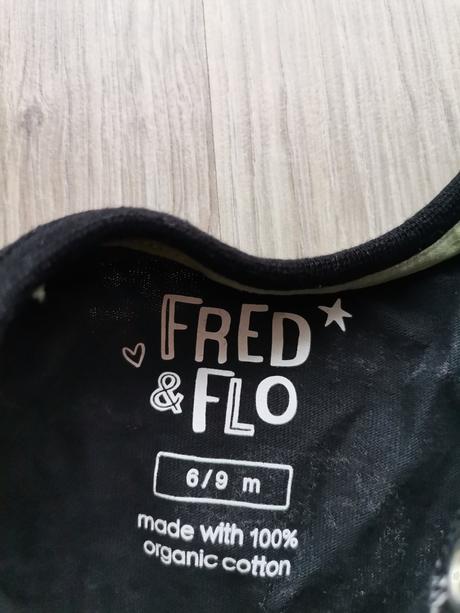 FRED
& FLO
6/9 m
made with 100%
organic cotton